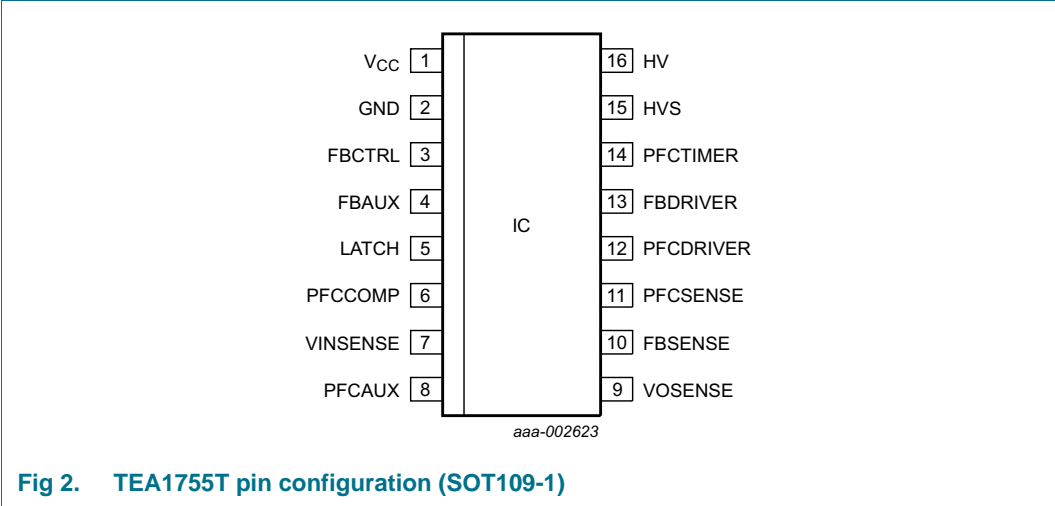 VCC 1 16 HV
GND 2 15 HVS
FBCTRL 3 14 PFCTIMER
FBAUX 4 13 FBDRIVER
IC
LATCH 5 12 PFCDRIVER
PFCCOMP 6 11 PFCSENSE
VINSENSE 7 10 FBSENSE
PFCAUX 8 9 VOSENSE
aaa-002623
Fig 2. TEA1755T pin configuration (SOT109-1)